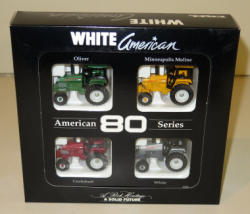 WHITE American
Oliver Minneapolis Moline
American 80 Series
Cockshutt White
A Rich Heritage
A SOLID FUTURE